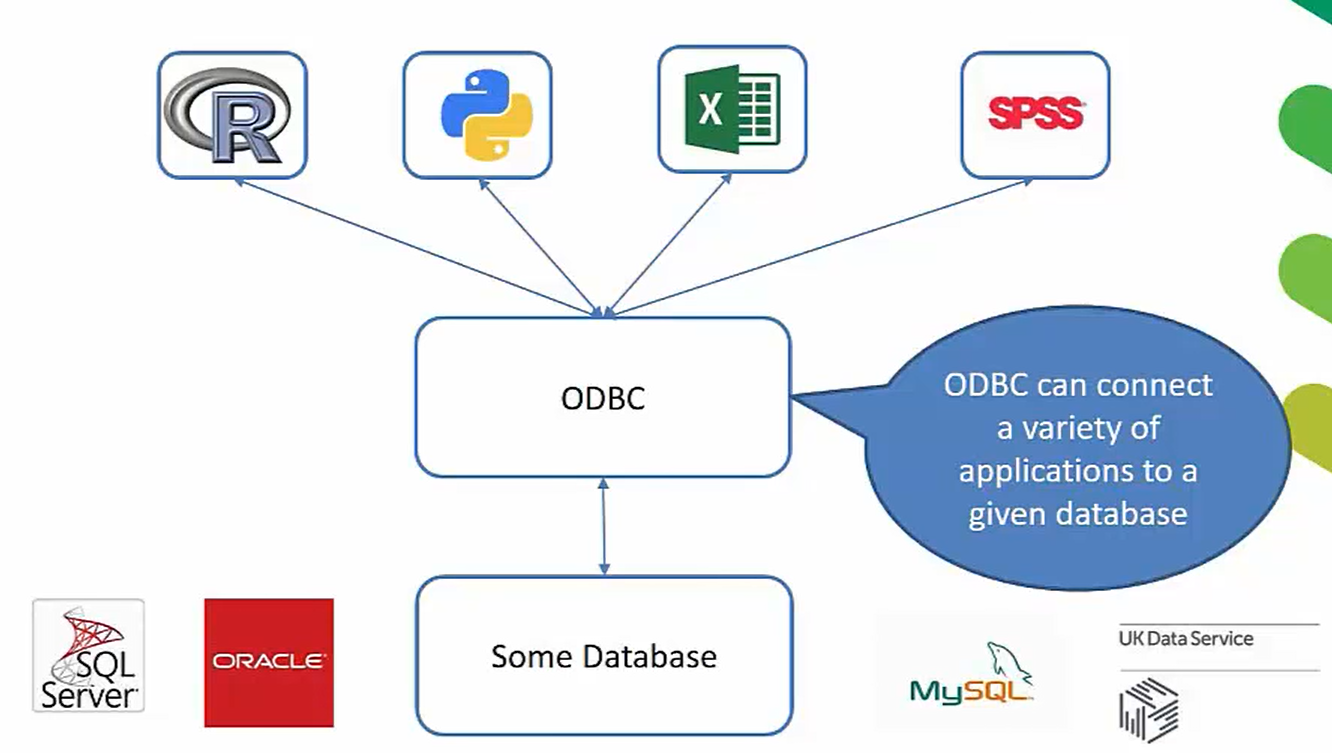 R
X
SPSS
ODBC
ODBC can connect
a variety of
applications to a
given database
SQL
Server
ORACLE
Some Database
MySQL
UK Data Service